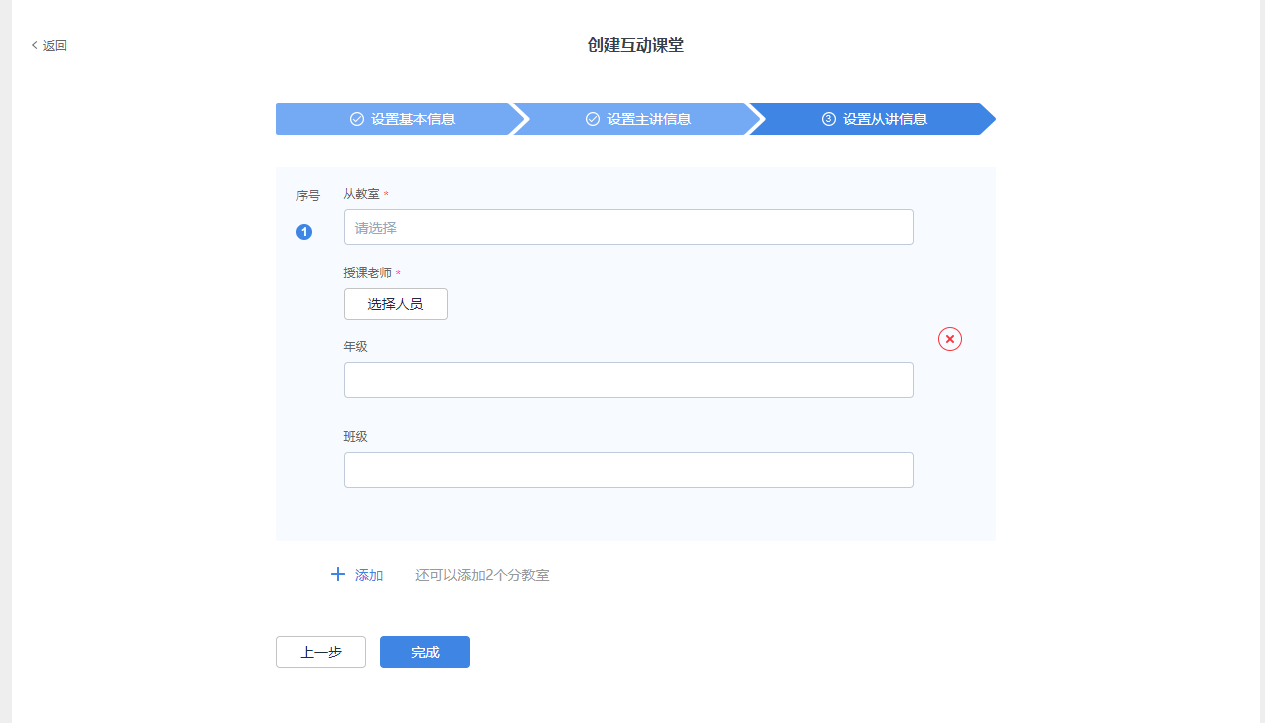 返回
创建互动课堂
设置基本信息
设置主讲信息
3 设置从讲信息
序号
从教室 *
1
请选择
授课老师 *
选择人员
年级
班级
添加
还可以添加2个分教室
上一步
完成